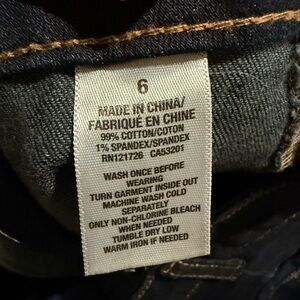 6
MADE IN CHINA/
FABRIQUÉ EN CHINE
99% COTTON/COTON
1% SPANDEX/SPANDEX
RN121726 CA53201
WASH ONCE BEFORE
WEARING
TURN GARMENT INSIDE OUT
MACHINE WASH COLD
SEPARATELY
ONLY NON-CHLORINE BLEACH
WHEN NEEDED
TUMBLE DRY LOW
WARM IRON IF NEEDED